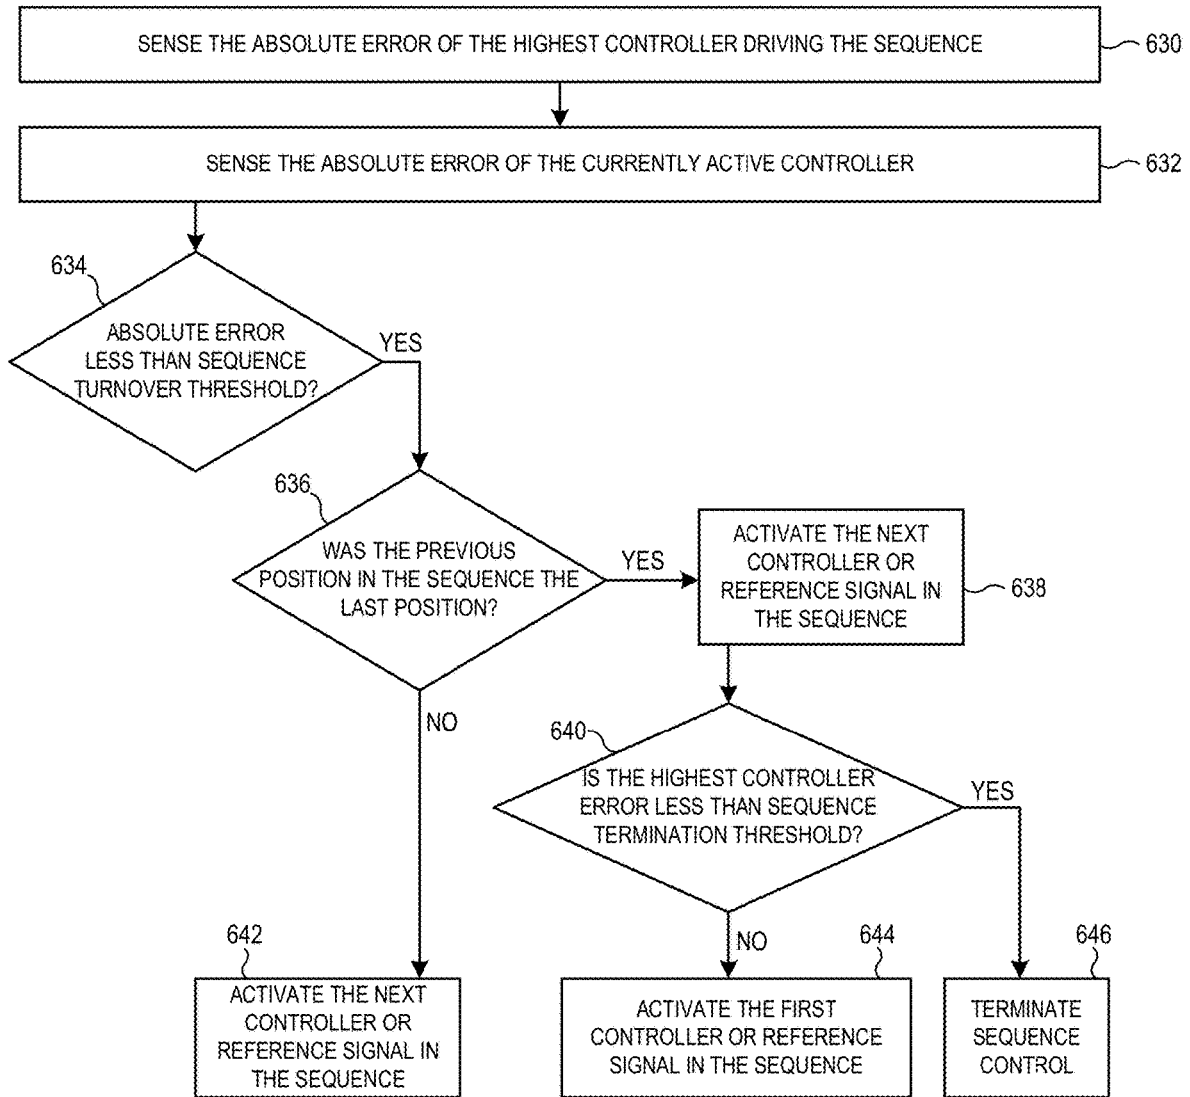 SENSE THE ABSOLUTE ERROR OF THE HIGHEST CONTROLLER DRIVING THE SEQUENCE
630
SENSE THE ABSOLUTE ERROR OF THE CURRENTLY ACTIVE CONTROLLER
632
634
ABSOLUTE ERROR
LESS THAN SEQUENCE
TURNOVER THRESHOLD?
YES
636
WAS THE PREVIOUS
POSITION IN THE SEQUENCE THE
LAST POSITION?
YES
ACTIVATE THE NEXT
CONTROLLER OR
REFERENCE SIGNAL IN
THE SEQUENCE
638
NO
640
IS THE HIGHEST CONTROLLER
ERROR LESS THAN SEQUENCE
TERMINATION THRESHOLD?
YES
NO
642
ACTIVATE THE NEXT
CONTROLLER OR
REFERENCE SIGNAL IN
THE SEQUENCE
644
ACTIVATE THE FIRST
CONTROLLER OR REFERENCE
SIGNAL IN THE SEQUENCE
646
TERMINATE
SEQUENCE
CONTROL